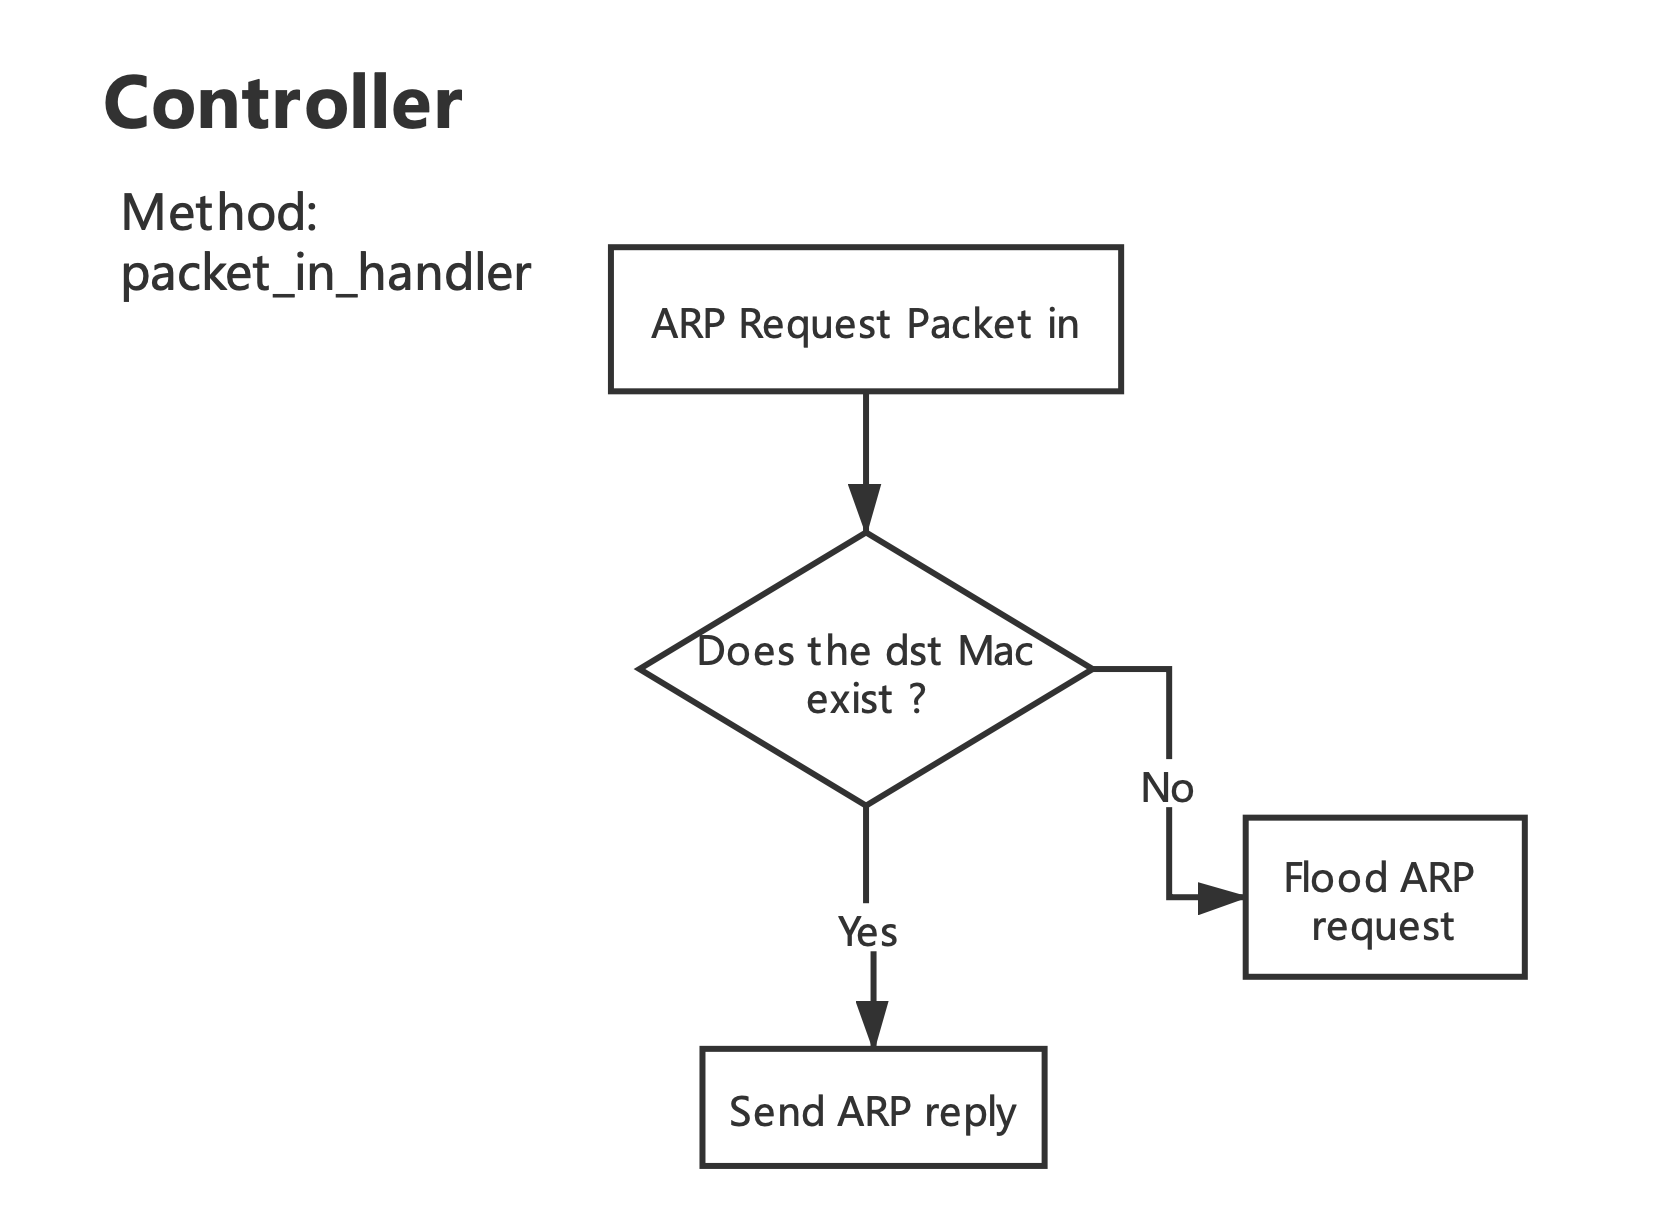 Controller
Method:
packet_in_handler
ARP Request Packet in
Does the dst Mac
exist ?
No
Flood ARP
request
Yes
Send ARP reply